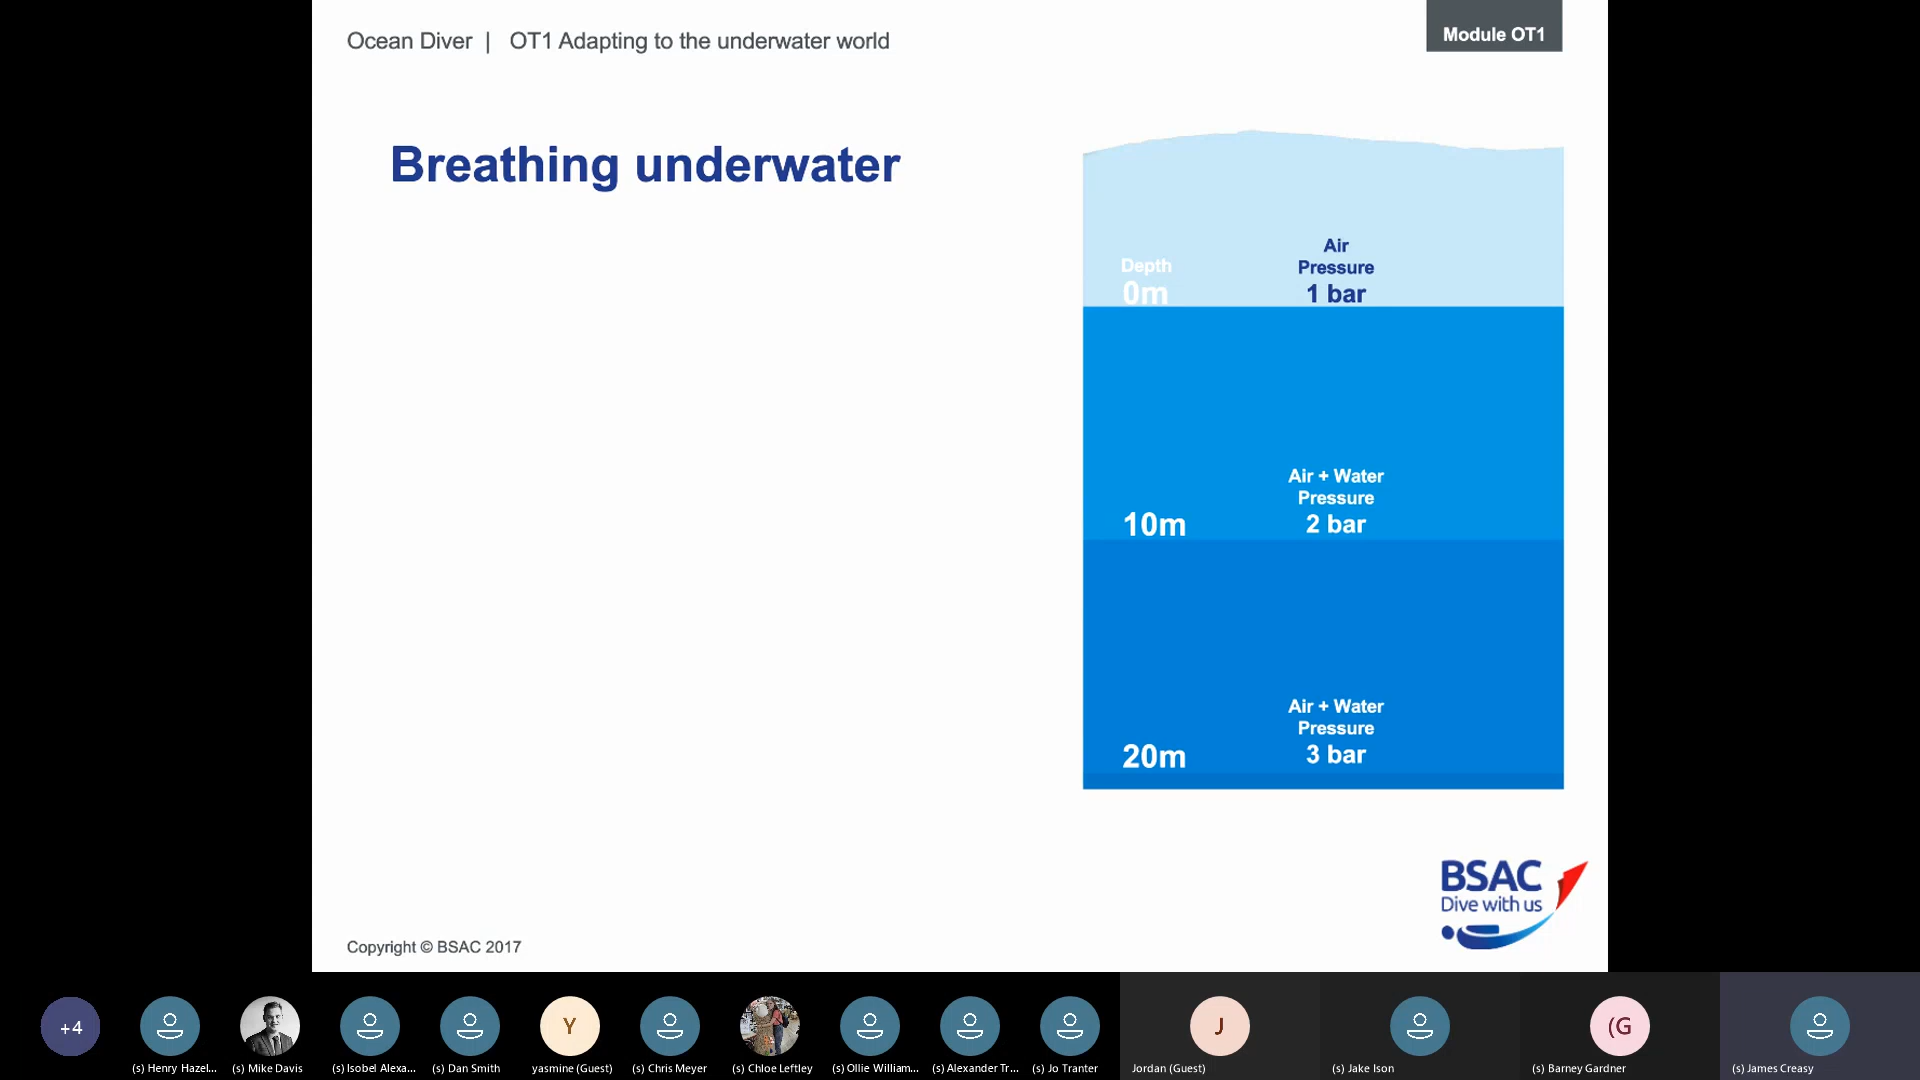 Ocean Diver | OT1 Adapting to the underwater world
Module OT1
Breathing underwater
Depth
0m
Air
Pressure
1 bar
10m
Air + Water
Pressure
2 bar
20m
Air + Water
Pressure
3 bar
BSAC
Dive with us
Copyright © BSAC 2017
+4
(s) Henry Hazel...
(s) Mike Davis
(s) Isobel Alexa...
(s) Dan Smith
Y
yasmine (Guest)
(s) Chris Meyer
(s) Chloe Leftley
(s) Ollie William...
(s) Alexander Tr...
(s) Jo Tranter
J
Jordan (Guest)
(s) Jake Ison
(G
(s) Barney Gardner
(s) James Creasy